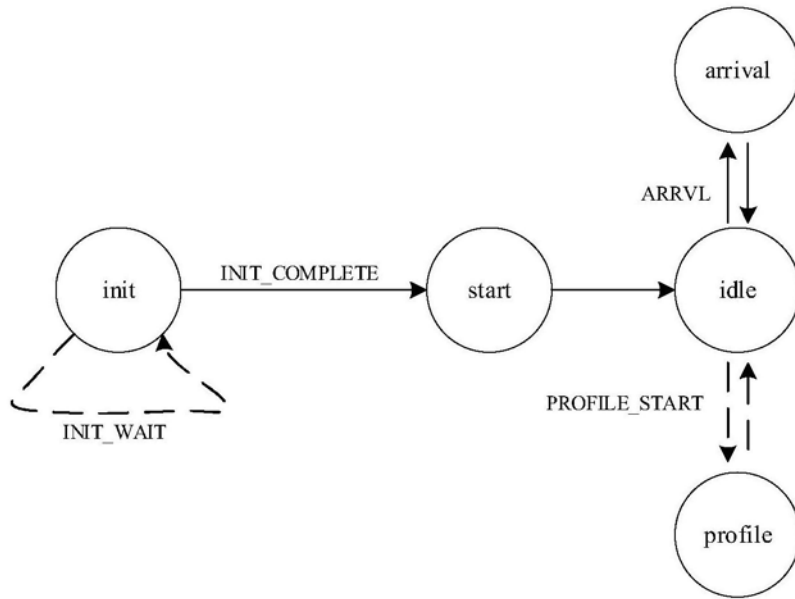 arrival
ARRVL
init
INIT_COMPLETE
start
idle
INIT_WAIT
PROFILE_START
profile